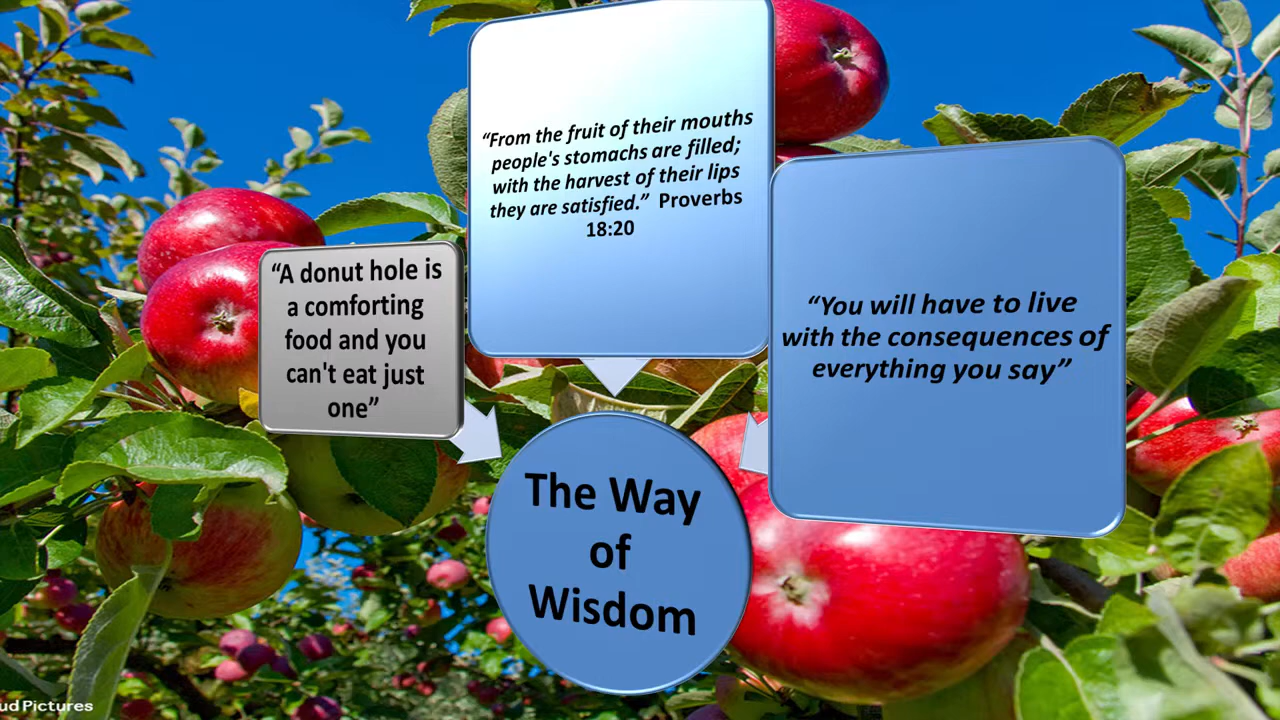 “From the fruit of their mouths
people's stomachs are filled;
with the harvest of their lips
they are satisfied.” Proverbs
18:20
“A donut hole is
a comforting
food and you
can't eat just
one”
“You will have to live
with the consequences of
everything you say”
The Way
of
Wisdom
ud Pictures